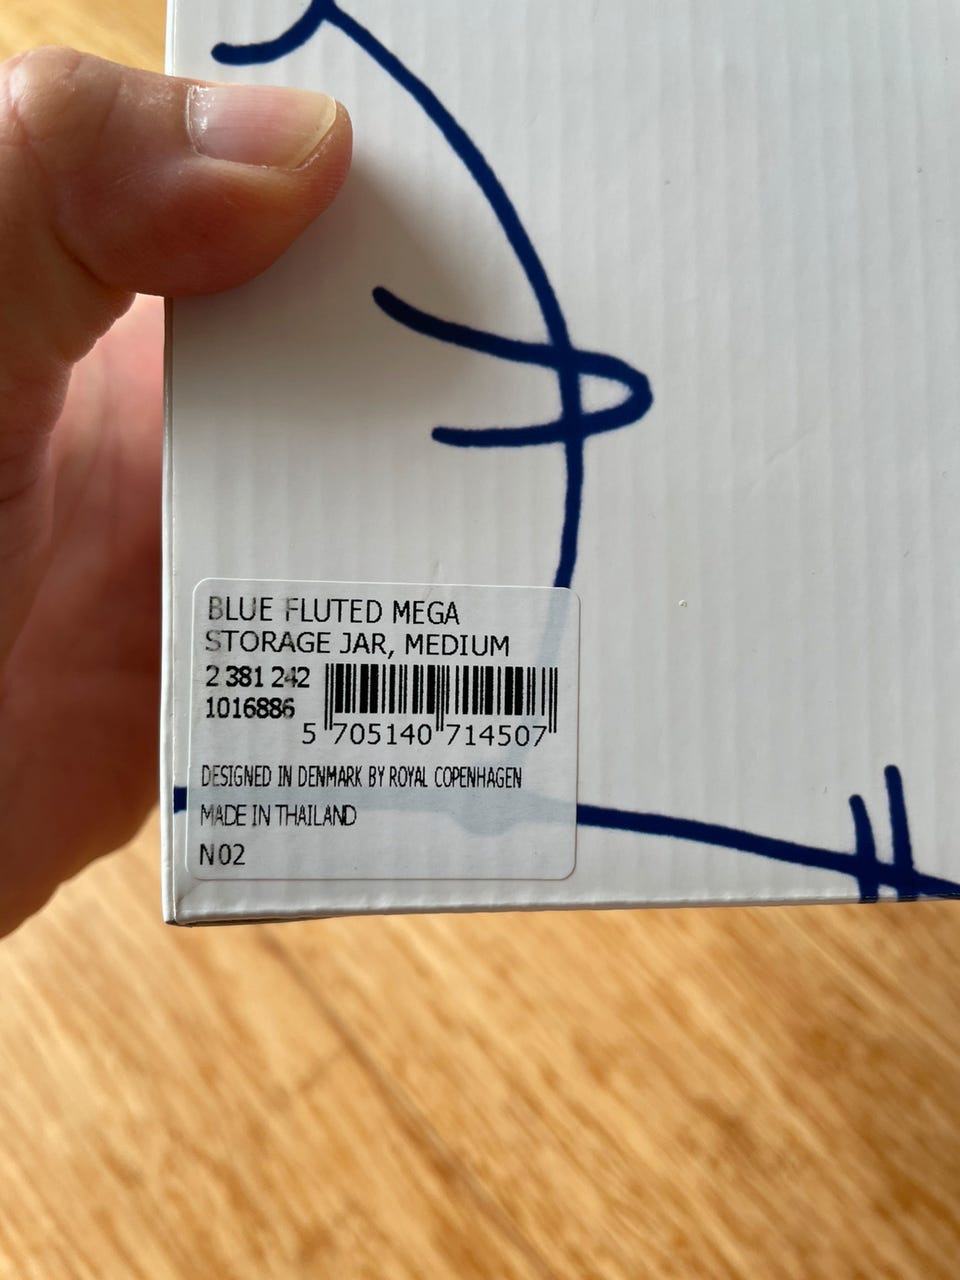 BLUE FLUTED MEGA
STORAGE JAR, MEDIUM
2 381 242
1016886
5 705140 714507
DESIGNED IN DENMARK BY ROYAL COPENHAGEN
MADE IN THAILAND
N02